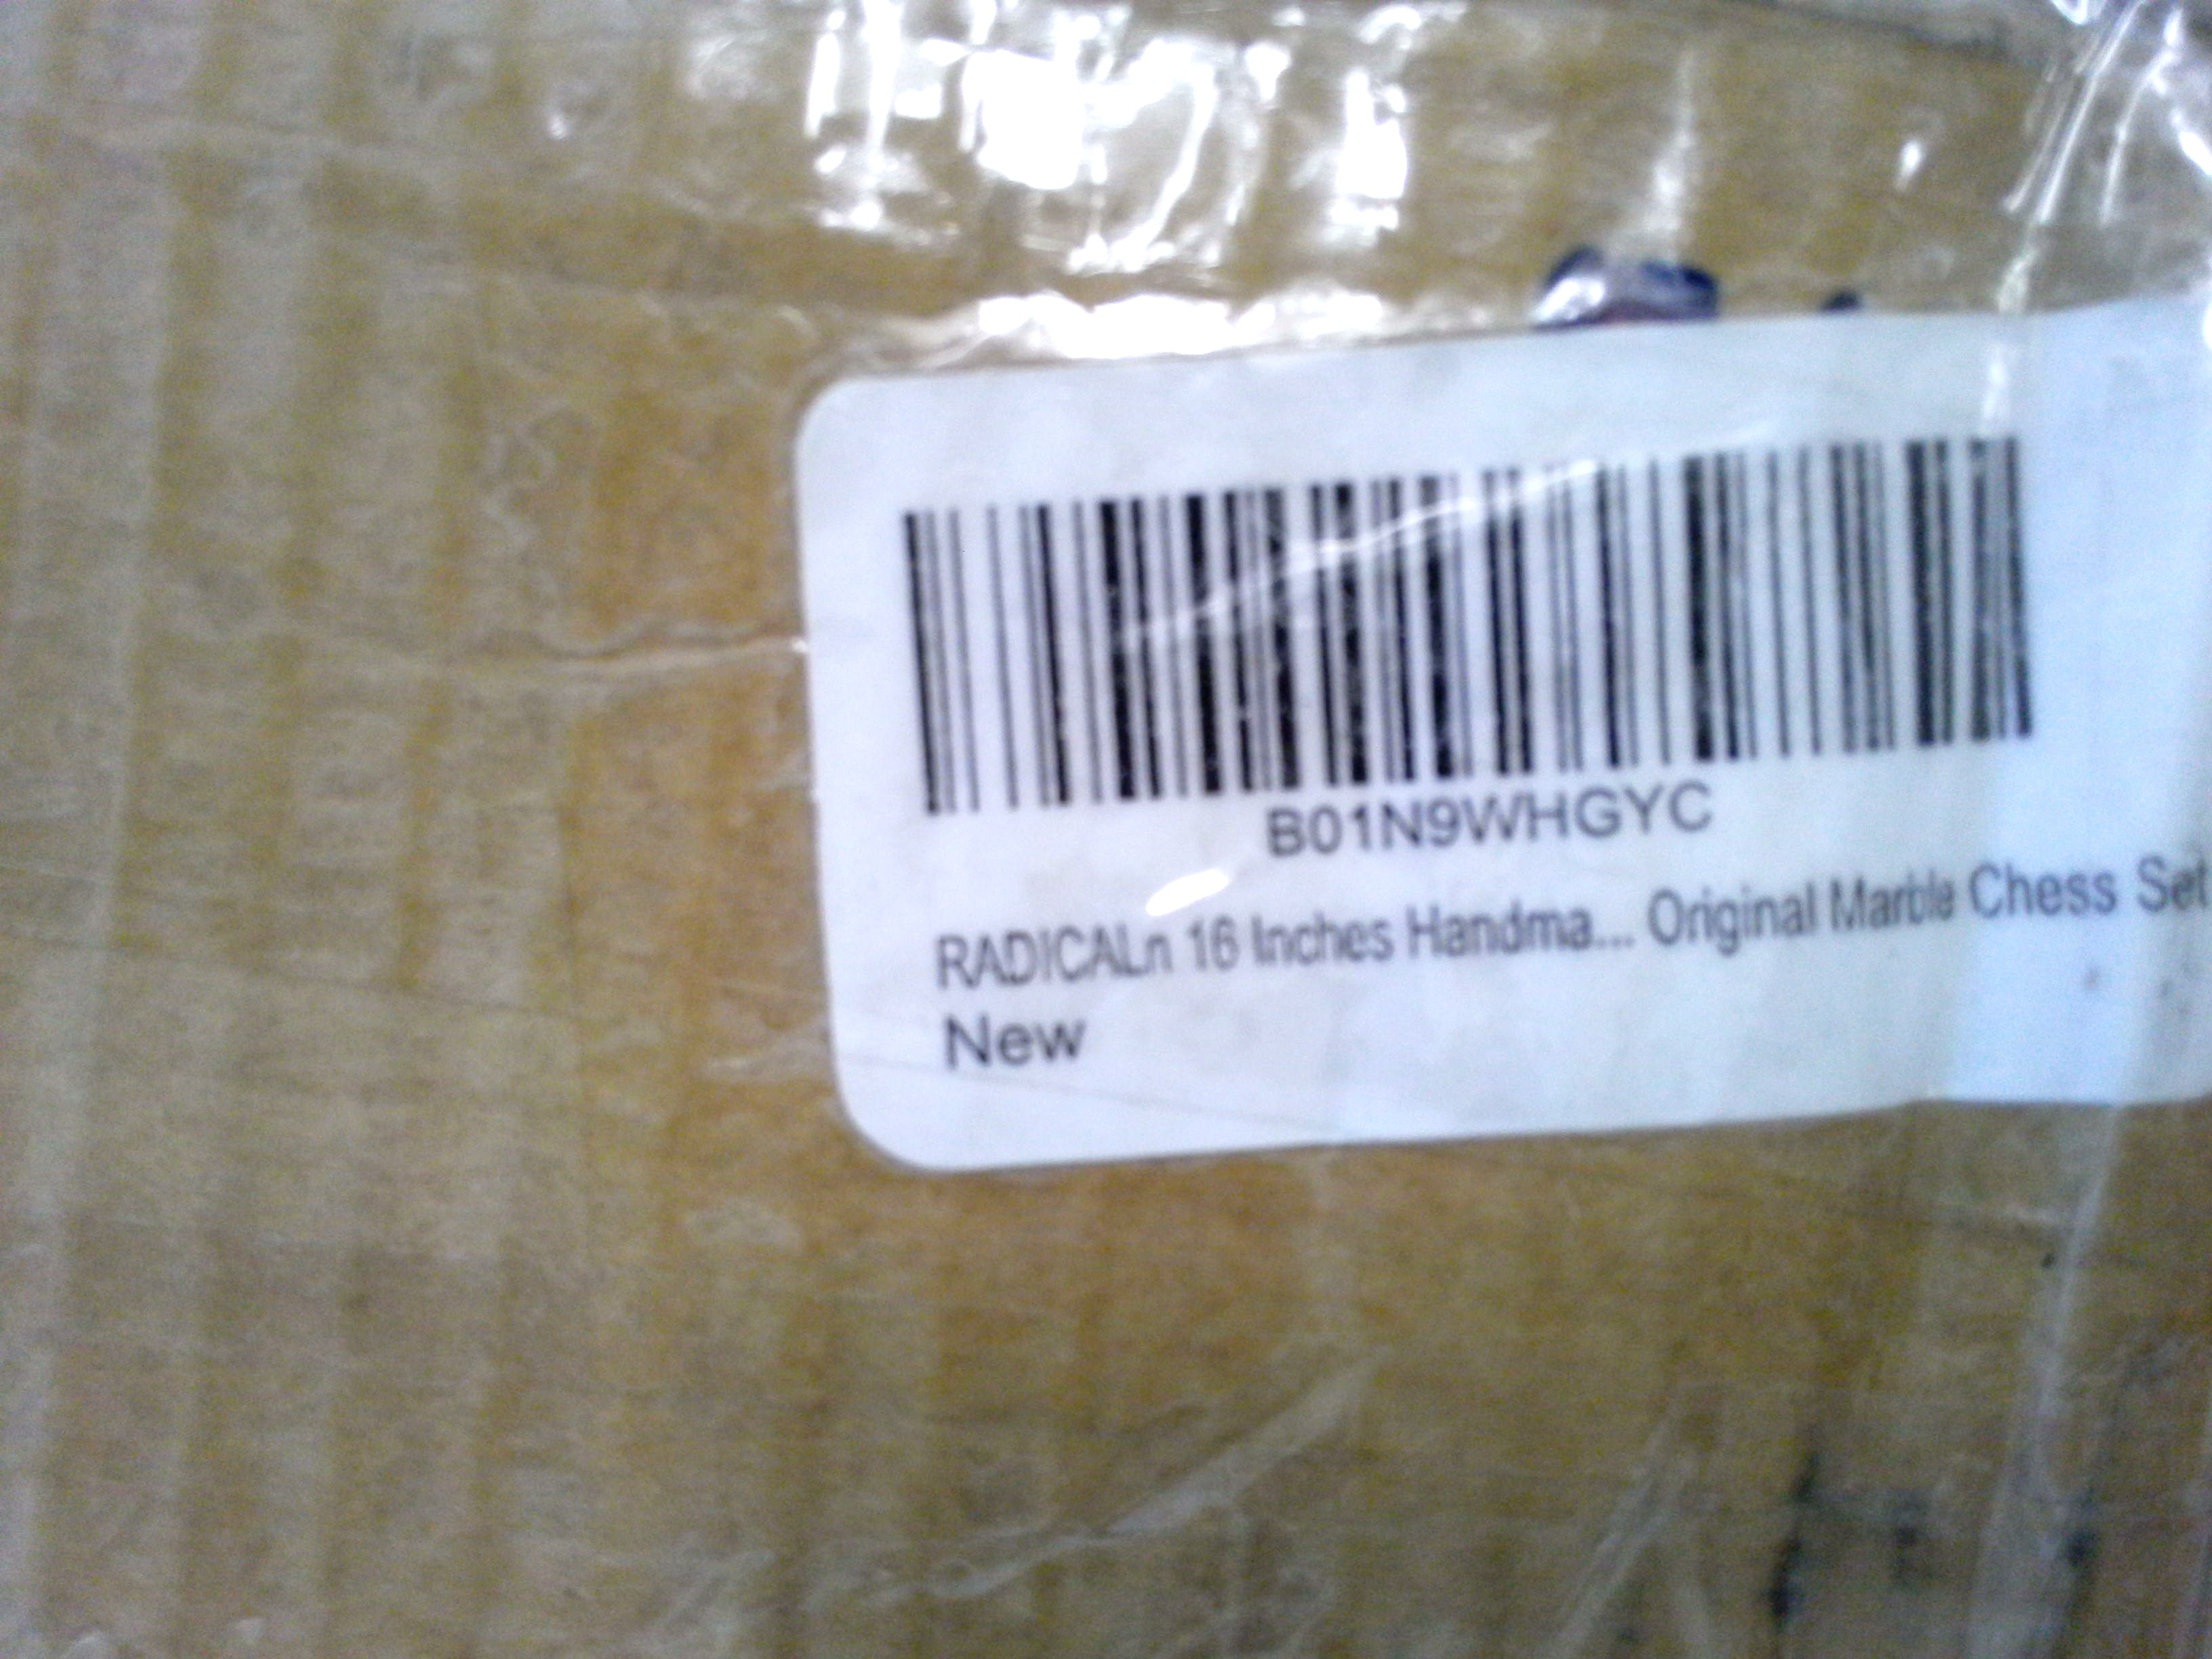 B01N9WHGYC
RADICALn 16 Inches Handma... Original Marble Chess Set
New